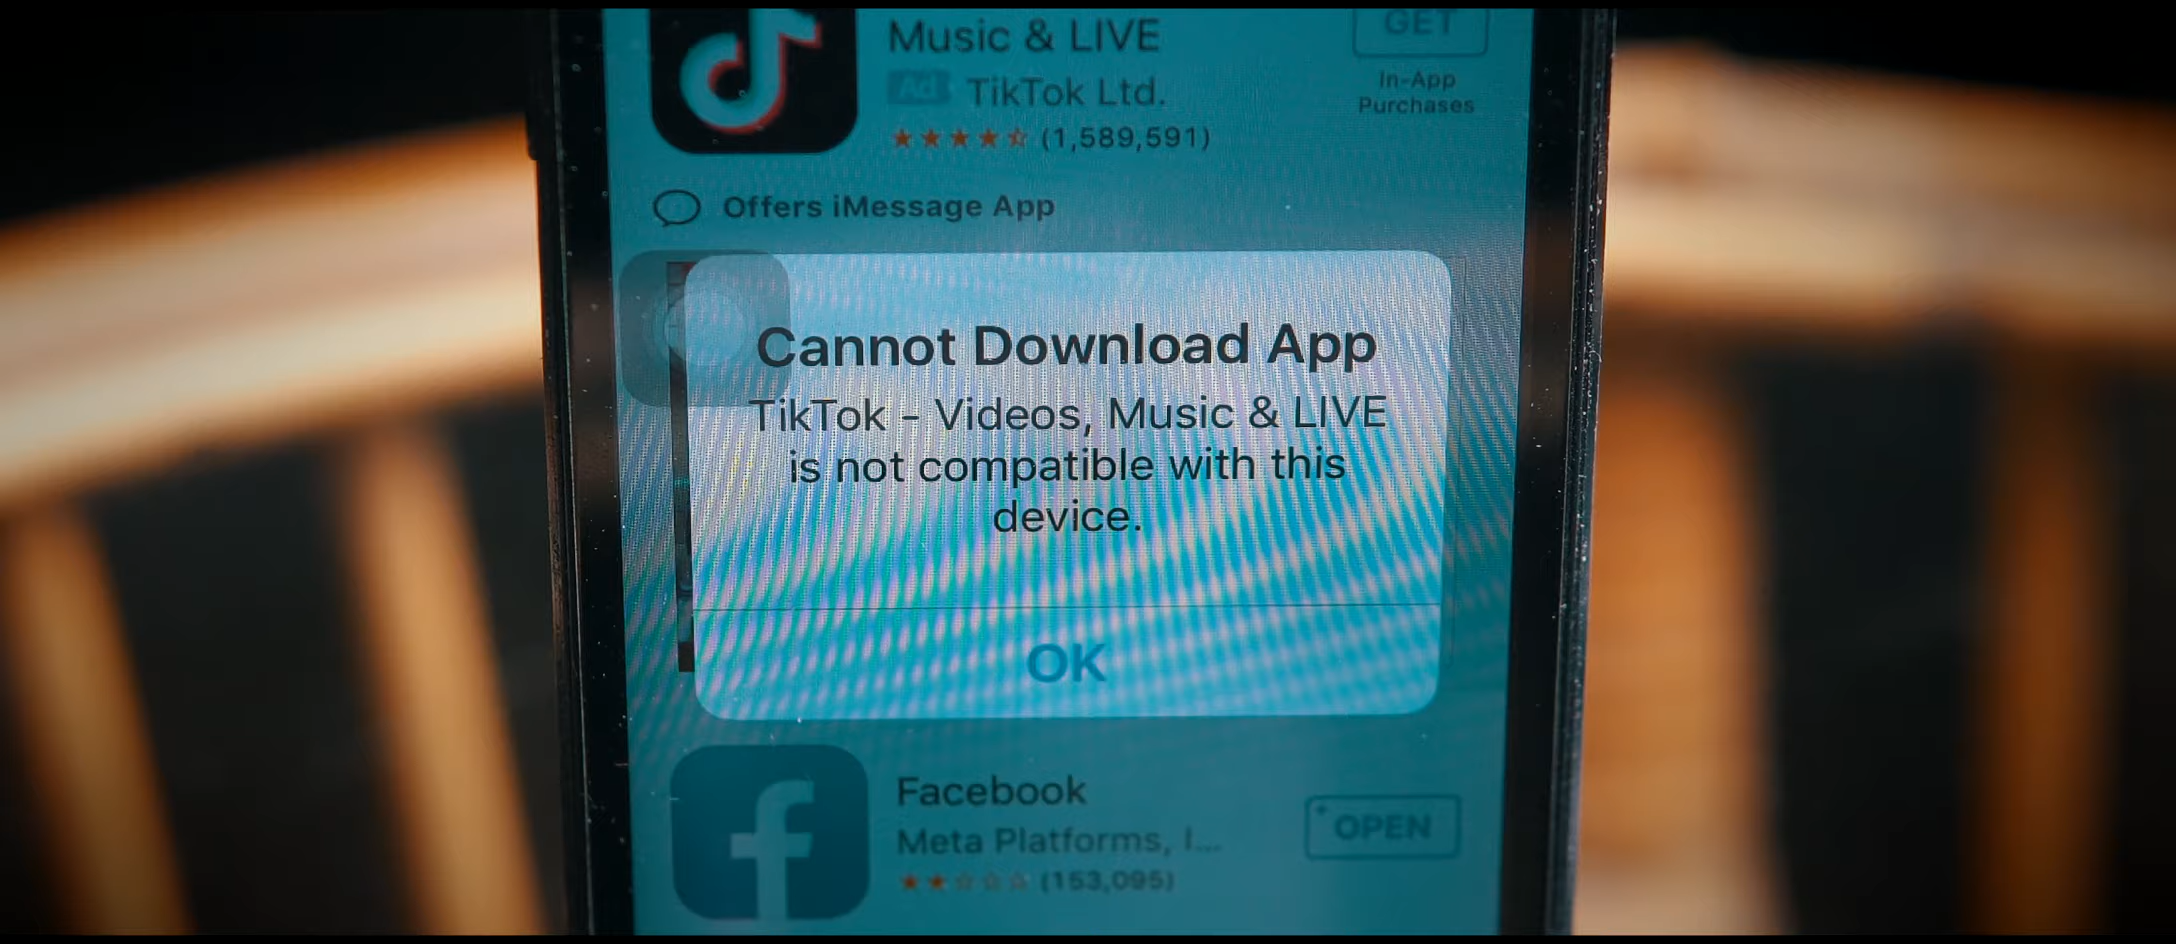 Music & LIVE
GET
Ad TikTok Ltd.
In-App
Purchases
(1,589,591)
Offers iMessage App
Cannot Download App
TikTok - Videos, Music & LIVE
is not compatible with this
device.
OK
Facebook
Meta Platforms, I...
OPEN
(153,095)